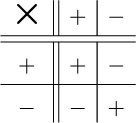 × + −
+ + −
− − +